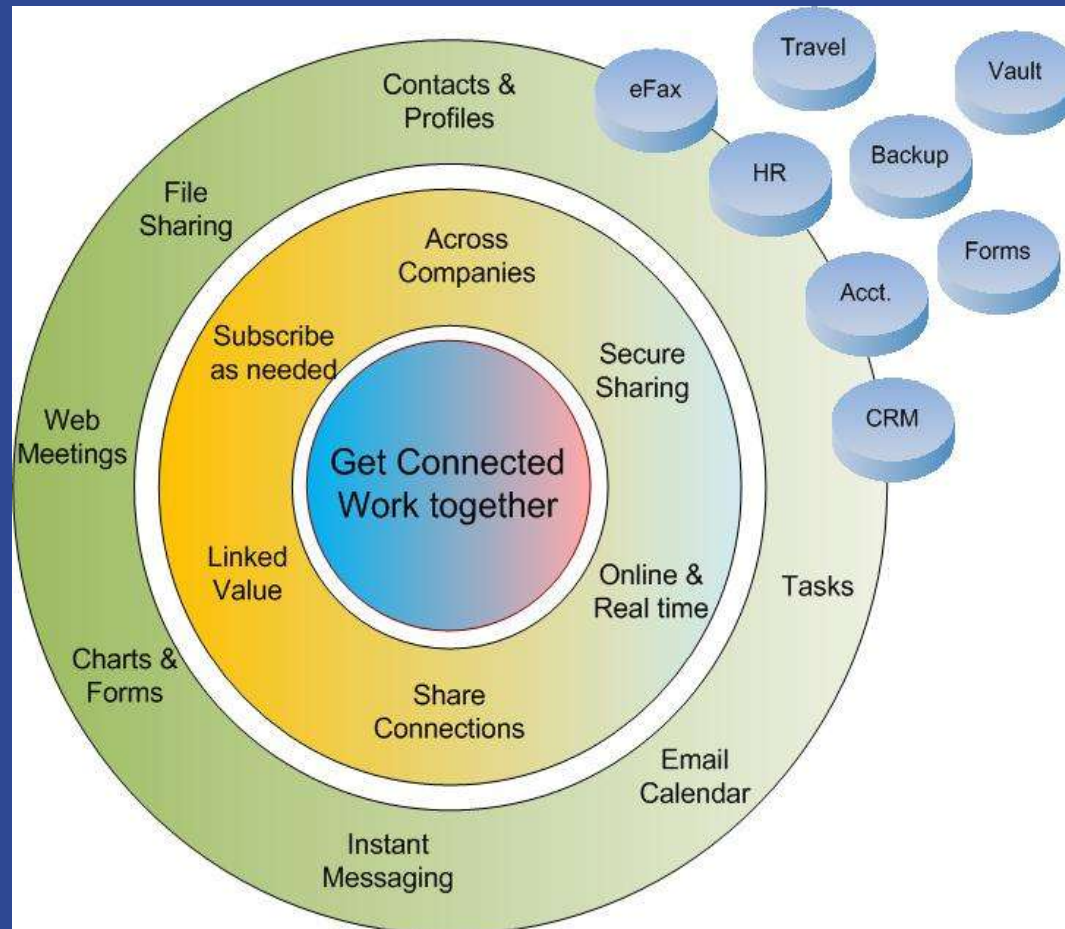 Contacts &
Profiles
File
Sharing
Web
Meetings
Charts &
Forms
Instant
Messaging
Email
Calendar
Tasks
Across
Companies
Subscribe
as needed
Secure
Sharing
Linked
Value
Online &
Real time
Share
Connections
Get Connected
Work together
eFax
Travel
Vault
HR
Backup
Forms
Acct.
CRM